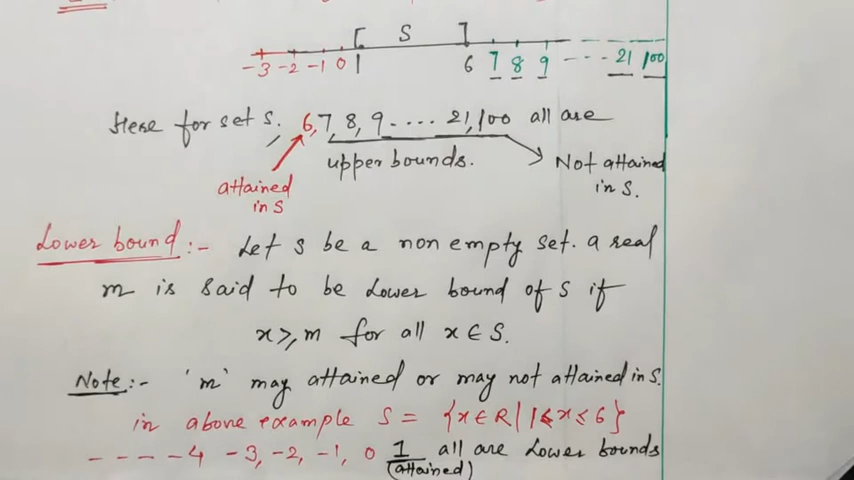 [ S ]
-3 -2 -1 0 1 6 7 8 9 --- 21 100
Here for set S. 6, 7, 8, 9 ..... 21, 100 all are
upper bounds. Not attained
in S.
attained
in S
Lower bound :- Let S be a non empty set. a real
m is said to be Lower bound of S if
x ≥ m for all x ∈ S.
Note :- 'm' may attained or may not attained in S.
in above example S = {x ∈ R | 1 ≤ x ≤ 6}
- - - - -4 -3, -2, -1, 0 1 all are Lower bounds
(attained)